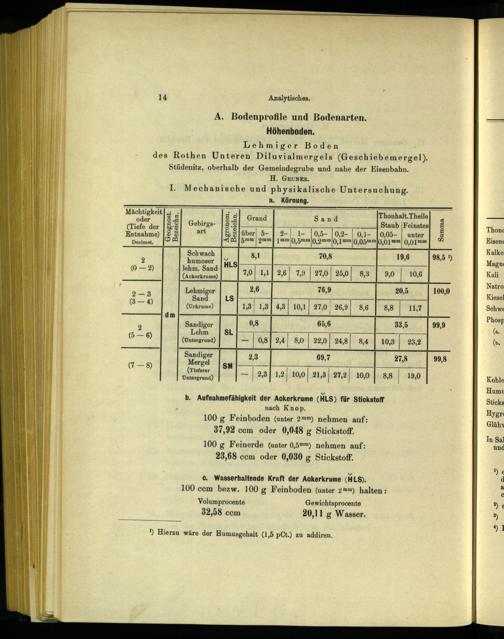 14
Analytisches.
A. Bodenprofile und Bodenarten.
Höhenboden.
Lehmiger Boden
des Rothen Unteren Diluvialmergels (Geschiebemergel).
Stüdenitz, oberhalb der Gemeindegrube und nahe der Eisenbahn.
H. Gruner.
I. Mechanische und physikalische Untersuchung.
a. Körnung.
Mächtigkeit oder (Tiefe der Entnahme) Decimet. | Geognost. Bezeichn. | Gebirgs-art | Agronom. Bezeichn. | Grand | Sand | Thonhalt. Theile | Summa
über 5mm | 5–2mm | 2–1mm | 1–0,5mm | 0,5–0,2mm | 0,2–0,1mm | 0,1–0,05mm | Staub 0,05–0,01mm | Feinstes unter 0,01mm
2 (0 – 2) | dm | Schwach humoser lehm. Sand (Ackerkrume) | H̆LS | 8,1 | 70,8 | 19,6 | 98,5 ¹)
7,0 | 1,1 | 2,6 | 7,9 | 27,0 | 25,0 | 8,3 | 9,0 | 10,6
2 – 3 (3 – 4) | Lehmiger Sand (Urkrume) | LS | 2,6 | 76,9 | 20,5 | 100,0
1,3 | 1,3 | 4,3 | 10,1 | 27,0 | 26,9 | 8,6 | 8,8 | 11,7
2 (5 – 6) | Sandiger Lehm (Untergrund) | SL | 0,8 | 65,6 | 33,5 | 99,9
— | 0,8 | 2,4 | 8,0 | 22,0 | 24,8 | 8,4 | 10,3 | 23,2
(7 – 8) | Sandiger Mergel (Tieferer Untergrund) | SM | 2,3 | 69,7 | 27,8 | 99,8
— | 2,3 | 1,2 | 10,0 | 21,3 | 27,2 | 10,0 | 8,8 | 19,0
b. Aufnahmefähigkeit der Ackerkrume (H̆LS) für Stickstoff
nach Knop.
100 g Feinboden (unter 2mm) nehmen auf:
37,92 ccm oder 0,048 g Stickstoff.
100 g Feinerde (unter 0,5mm) nehmen auf:
23,68 ccm oder 0,030 g Stickstoff.
c. Wasserhaltende Kraft der Ackerkrume (H̆LS).
100 ccm bezw. 100 g Feinboden (unter 2mm) halten:
Volumprocente Gewichtsprocente
32,58 ccm 20,11 g Wasser.
¹) Hierzu wäre der Humusgehalt (1,5 pCt.) zu addiren.